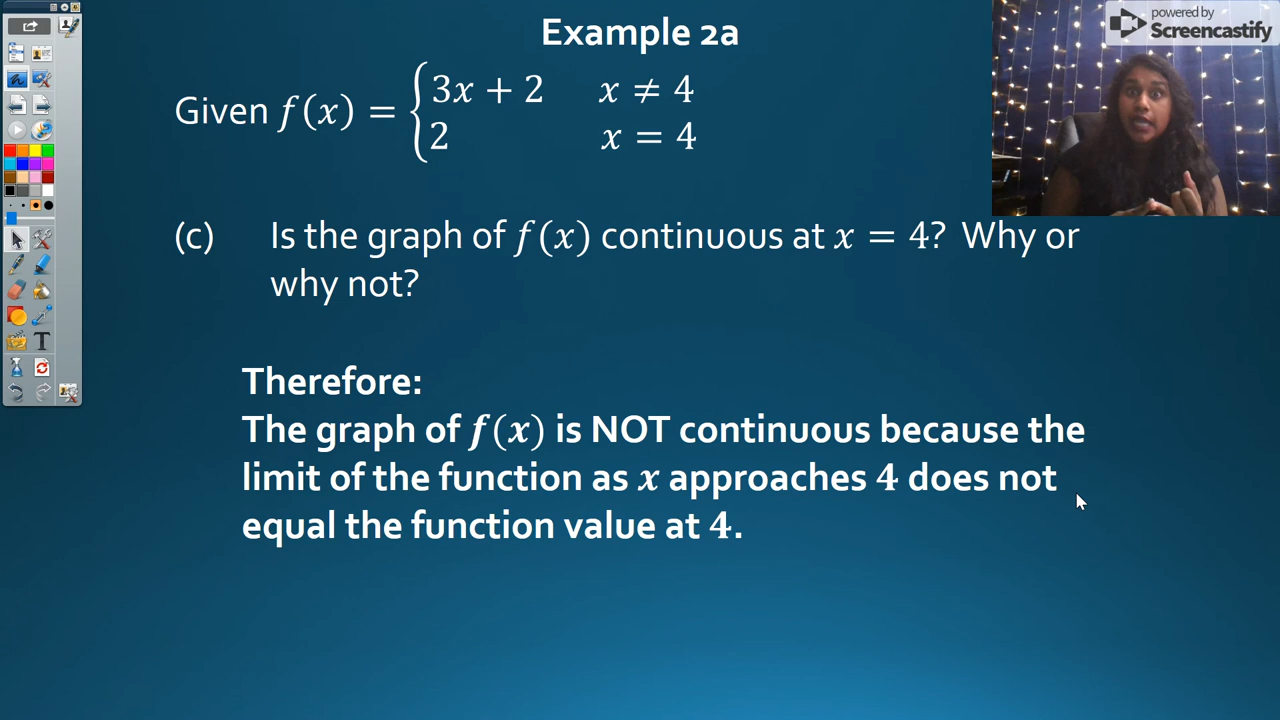 Example 2a
powered by
Screencastify
Given f(x) = {3x + 2 x ≠ 4
2 x = 4
(c) Is the graph of f(x) continuous at x = 4? Why or
why not?
Therefore:
The graph of f(x) is NOT continuous because the
limit of the function as x approaches 4 does not
equal the function value at 4.
T